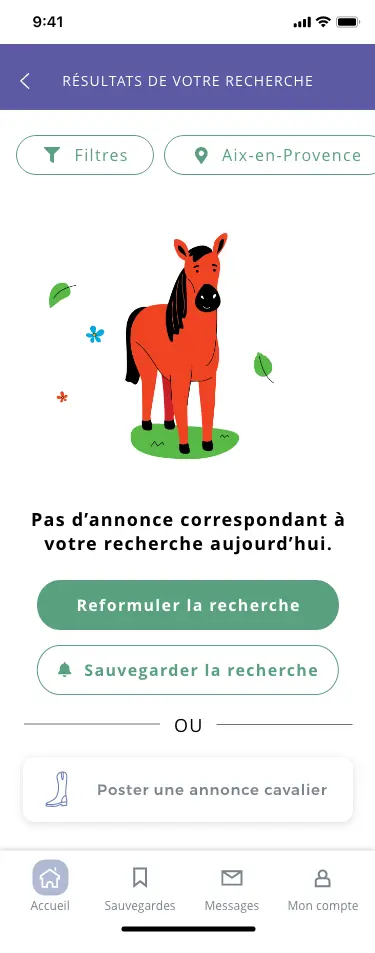 9:41
RÉSULTATS DE VOTRE RECHERCHE
Filtres
Aix-en-Provence
Pas d’annonce correspondant à
votre recherche aujourd’hui.
Reformuler la recherche
Sauvegarder la recherche
OU
Poster une annonce cavalier
Accueil
Sauvegardes
Messages
Mon compte